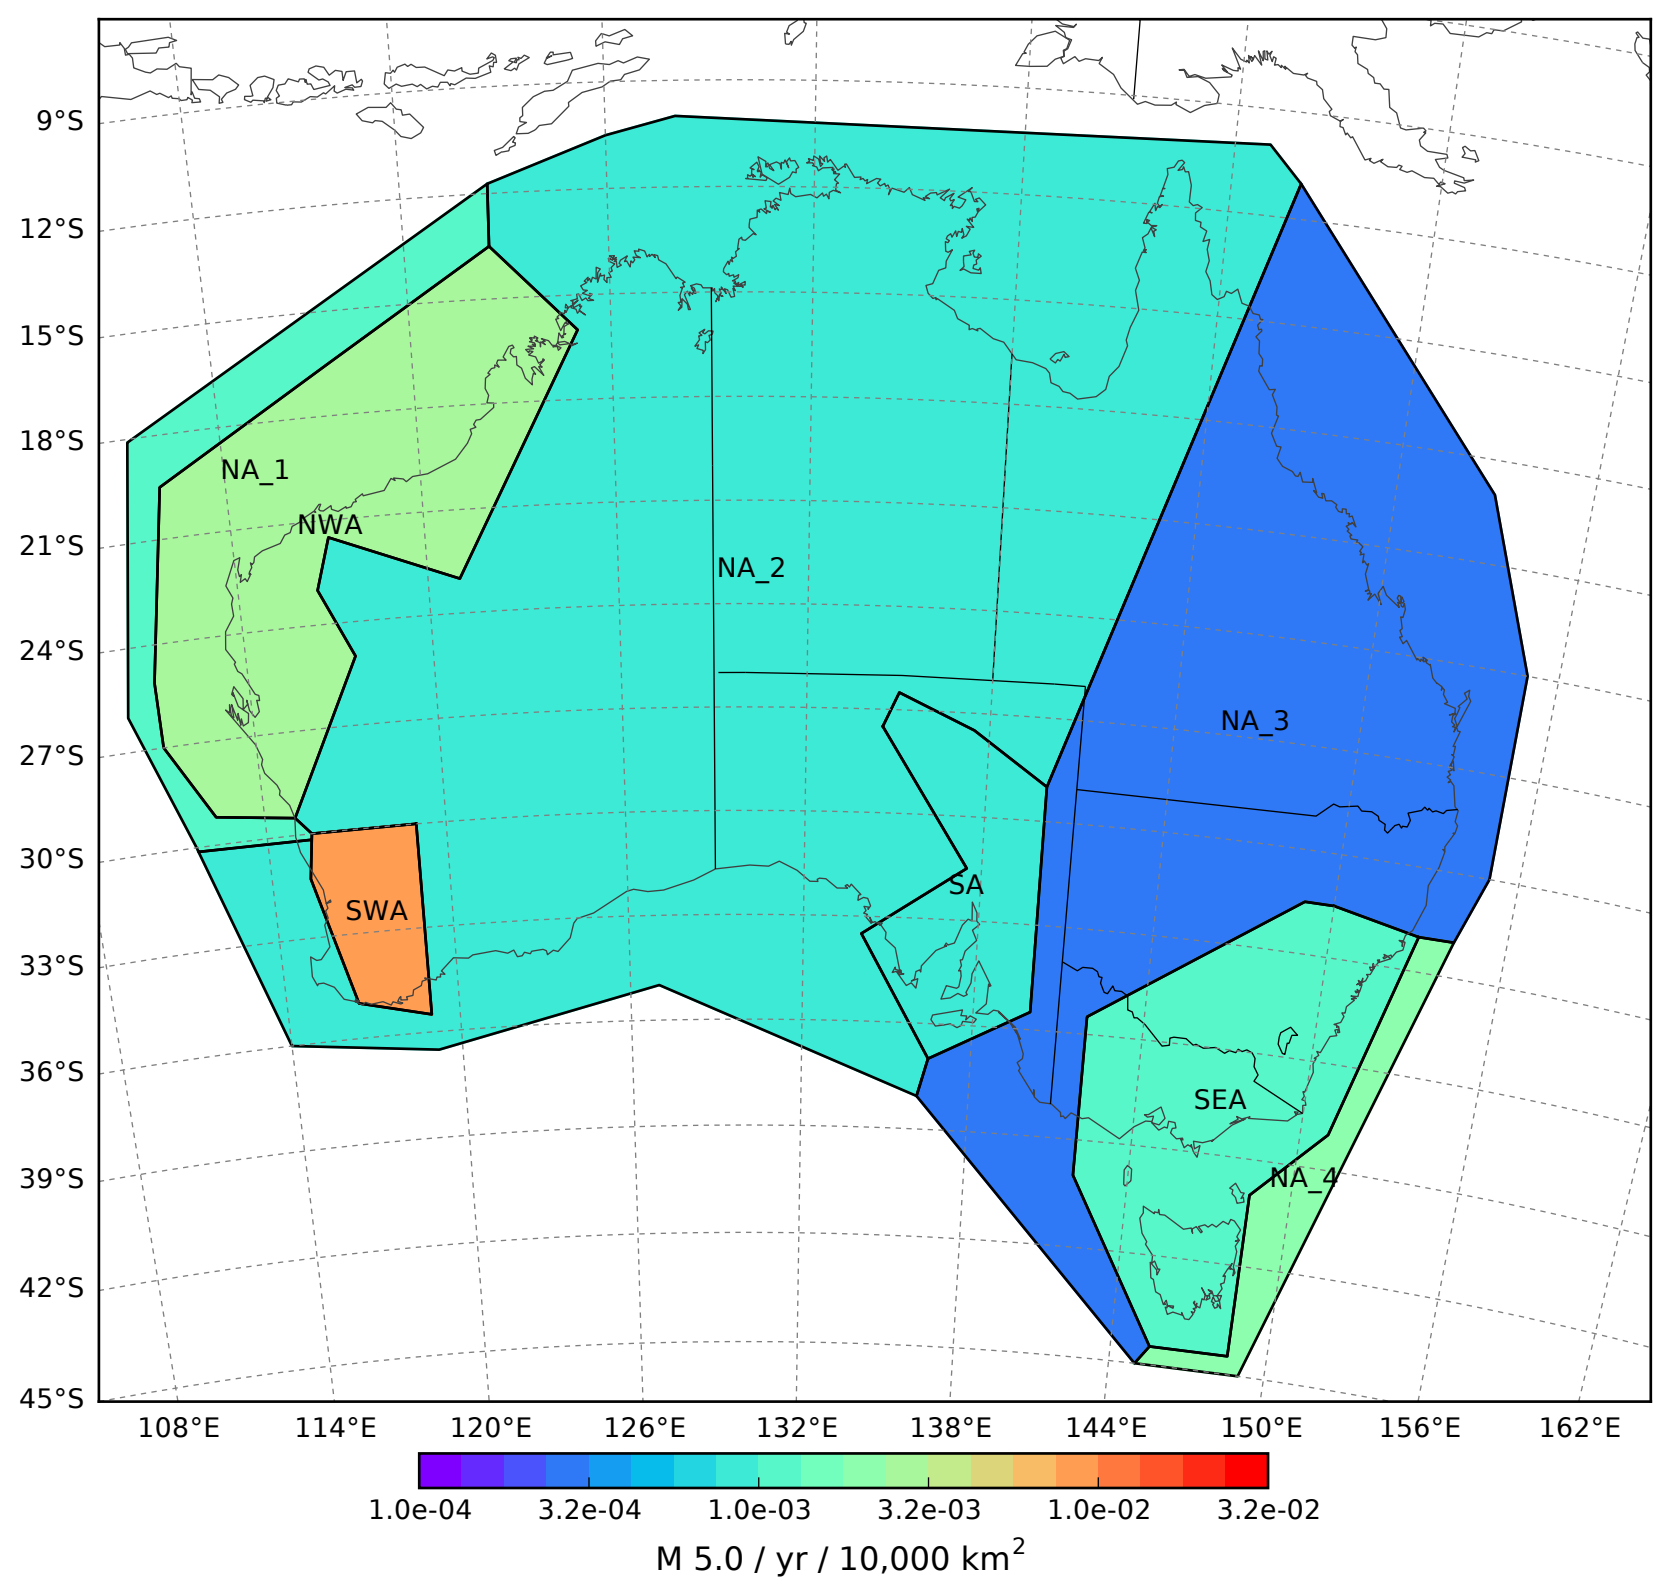 9°S
12°S
15°S
18°S
21°S
24°S
27°S
30°S
33°S
36°S
39°S
42°S
45°S
NA_1
NWA
NA_2
NA_3
SA
SWA
SEA
NA_4
108°E 114°E 120°E 126°E 132°E 138°E 144°E 150°E 156°E 162°E
1.0e-04 3.2e-04 1.0e-03 3.2e-03 1.0e-02 3.2e-02
M 5.0 / yr / 10,000 km²